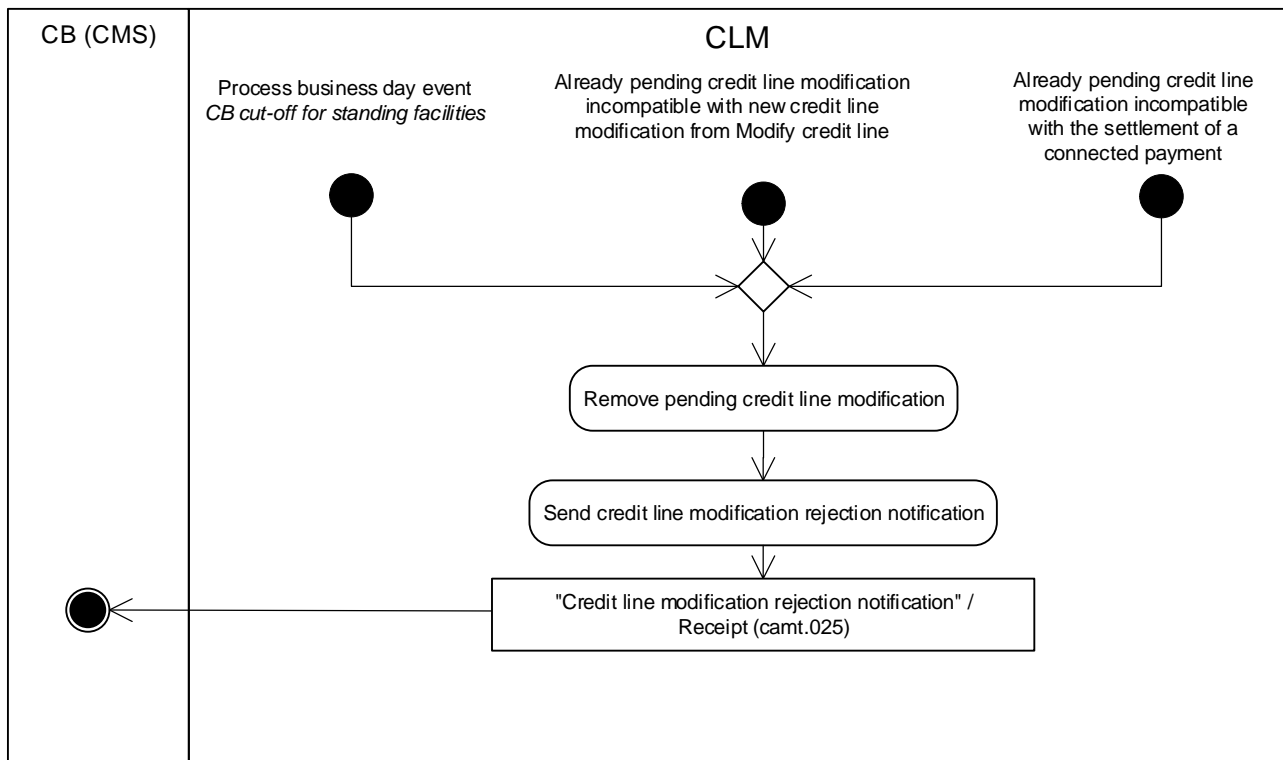 CB (CMS)
CLM
Process business day event
CB cut-off for standing facilities
Already pending credit line modification
incompatible with new credit line
modification from Modify credit line
Already pending credit line
modification incompatible
with the settlement of a
connected payment
Remove pending credit line modification
Send credit line modification rejection notification
"Credit line modification rejection notification" /
Receipt (camt.025)